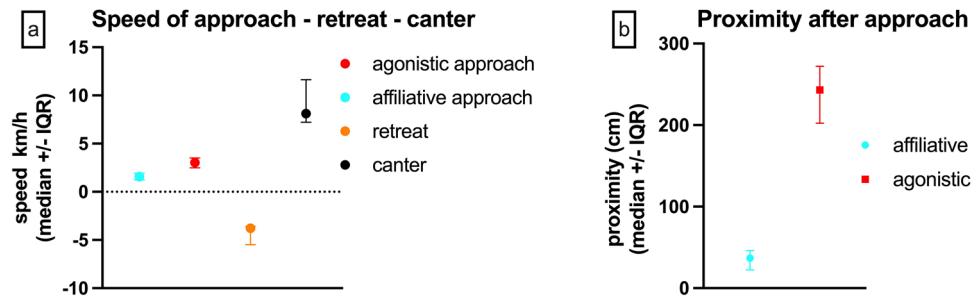 a
Speed of approach - retreat - canter
speed km/h
(median +/- IQR)
15
10
5
0
-5
-10
agonistic approach
affiliative approach
retreat
canter
b
Proximity after approach
proximity (cm)
(median +/- IQR)
300
200
100
0
affiliative
agonistic